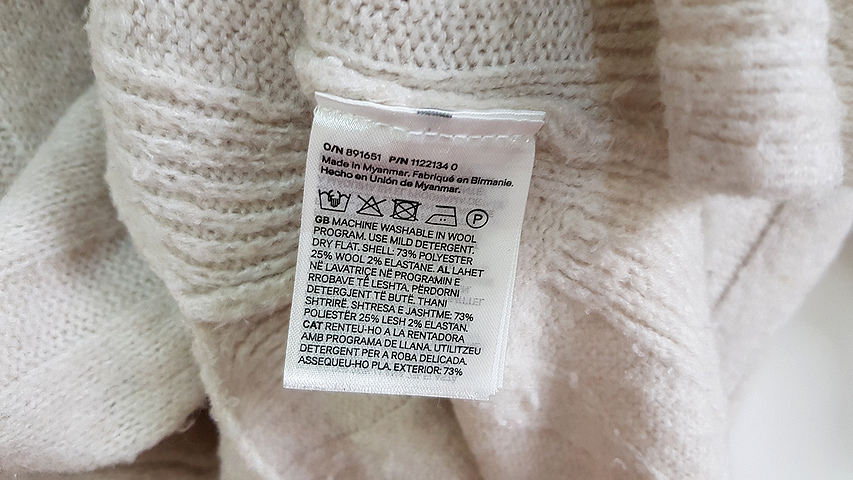 O/N 891651 P/N 1122134 0
Made in Myanmar. Fabriqué en Birmanie.
Hecho en Unión de Myanmar.
P
GB MACHINE WASHABLE IN WOOL
PROGRAM. USE MILD DETERGENT.
DRY FLAT. SHELL: 73% POLYESTER
25% WOOL 2% ELASTANE. AL LAHET
NË LAVATRIÇE NË PROGRAMIN E
RROBAVE TË LESHTA. PËRDORNI
DETERGJENT TË BUTË. THANI
SHTRIRË. SHTRESA E JASHTME: 73%
POLIESTËR 25% LESH 2% ELASTAN.
CAT RENTEU-HO A LA RENTADORA
AMB PROGRAMA DE LLANA. UTILITZEU
DETERGENT PER A ROBA DELICADA.
ASSEQUEU-HO PLA. EXTERIOR: 73%